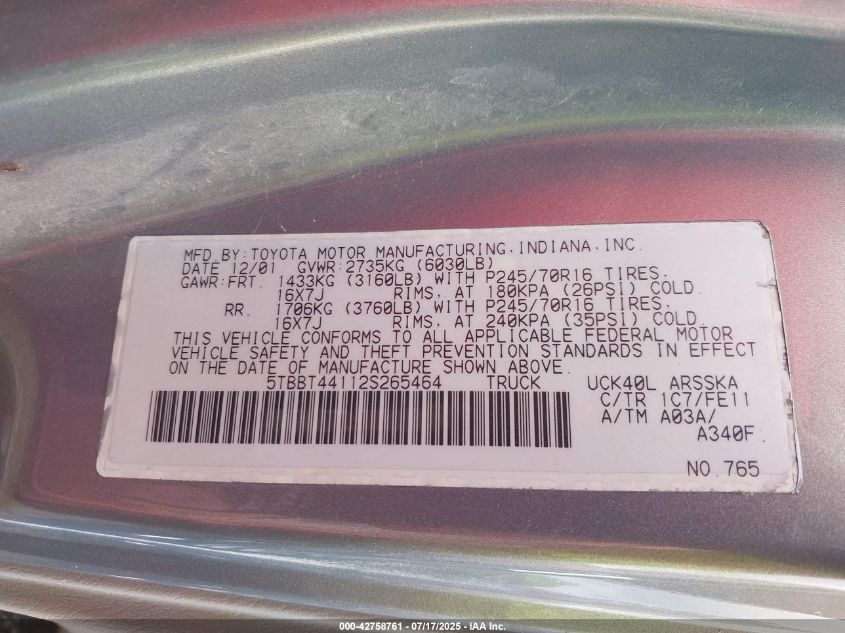 MFD.BY:TOYOTA MOTOR MANUFACTURING.INDIANA.INC.
DATE 12/01 GVWR:2735KG (6030LB)
GAWR:FRT. 1433KG (3160LB) WITH P245/70R16 TIRES.
16X7J RIMS. AT 180KPA (26PSI) COLD.
RR. 1706KG (3760LB) WITH P245/70R16 TIRES.
16X7J RIMS. AT 240KPA (35PSI) COLD.
THIS VEHICLE CONFORMS TO ALL APPLICABLE FEDERAL MOTOR
VEHICLE SAFETY AND THEFT PREVENTION STANDARDS IN EFFECT
ON THE DATE OF MANUFACTURE SHOWN ABOVE.
5TBBT44112S265464 TRUCK UCK40L ARSSKA
C/TR 1C7/FE11
A/TM A03A/
A340F
NO.765
000-42758761 - 07/17/2025 - IAA Inc.